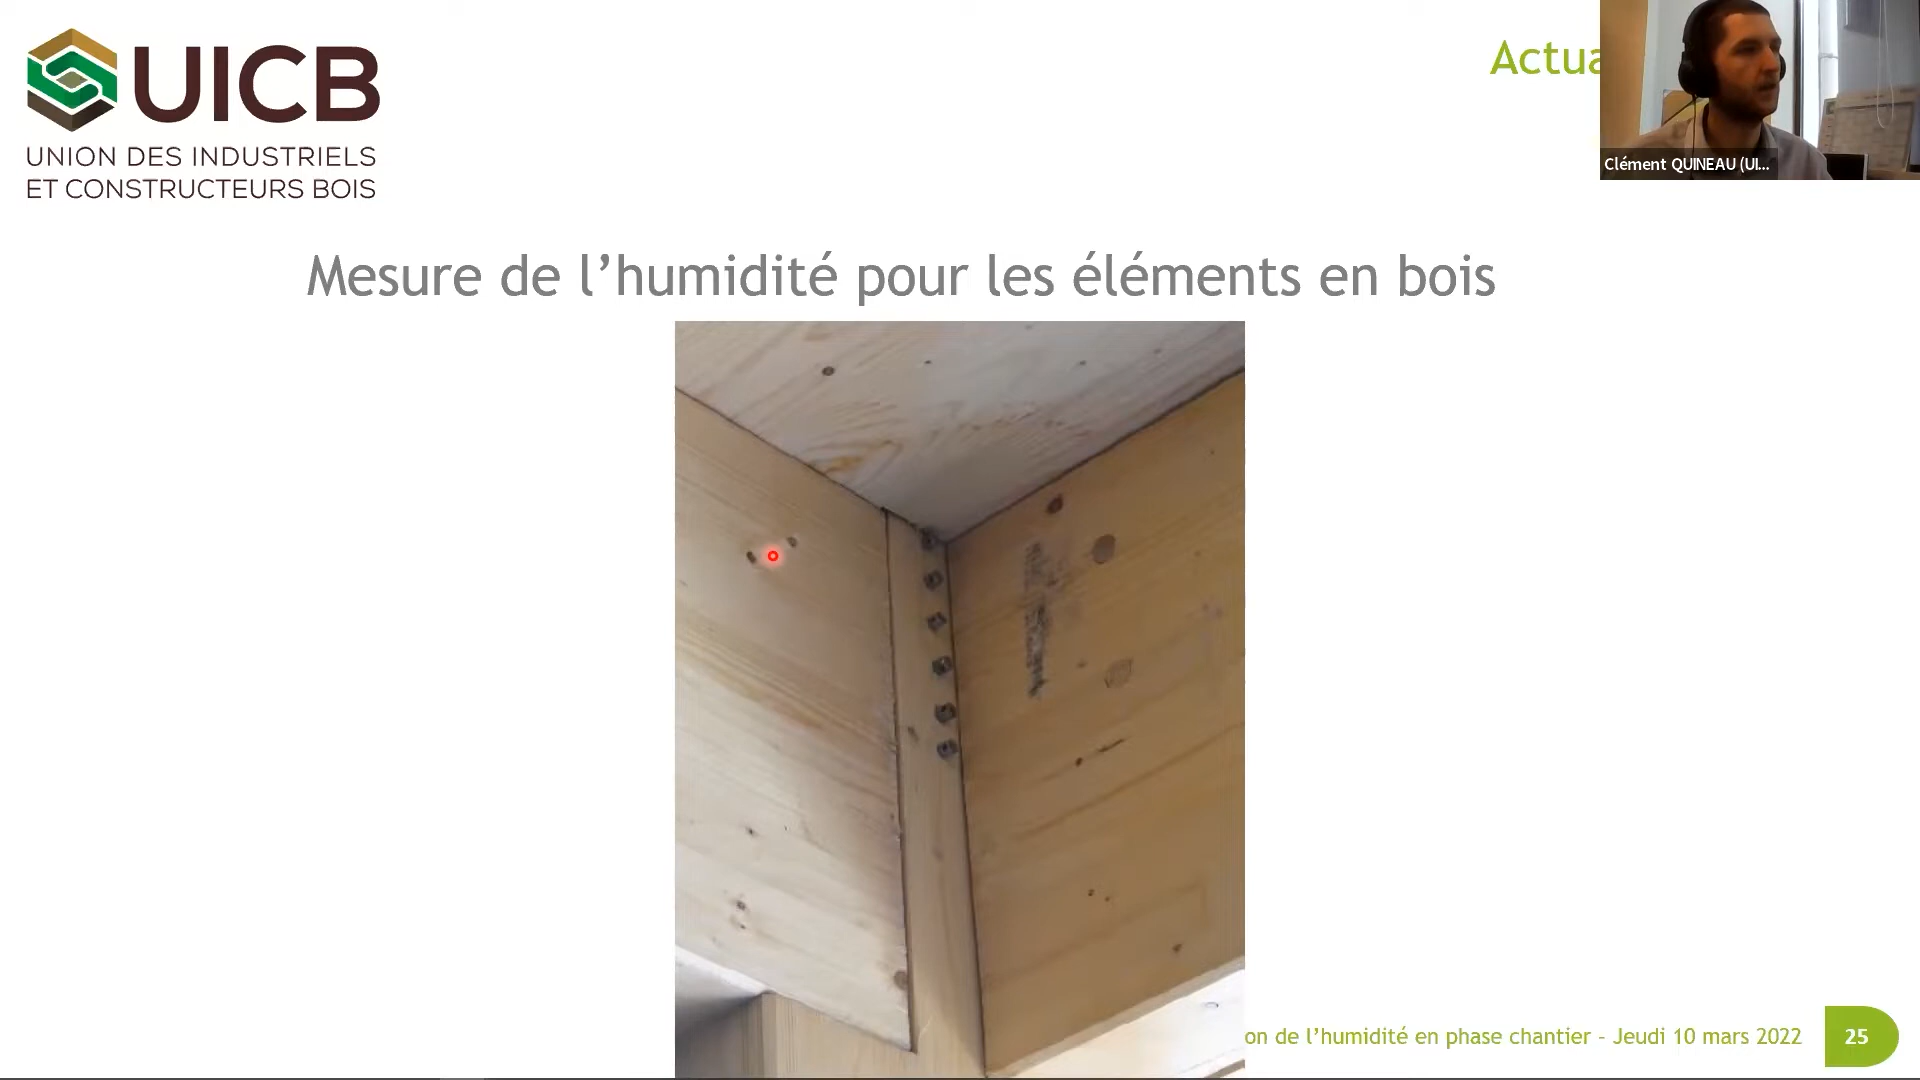 UICB
UNION DES INDUSTRIELS
ET CONSTRUCTEURS BOIS
Actua
Clément QUINEAU (UI...
Mesure de l’humidité pour les éléments en bois
on de l’humidité en phase chantier – Jeudi 10 mars 2022
25